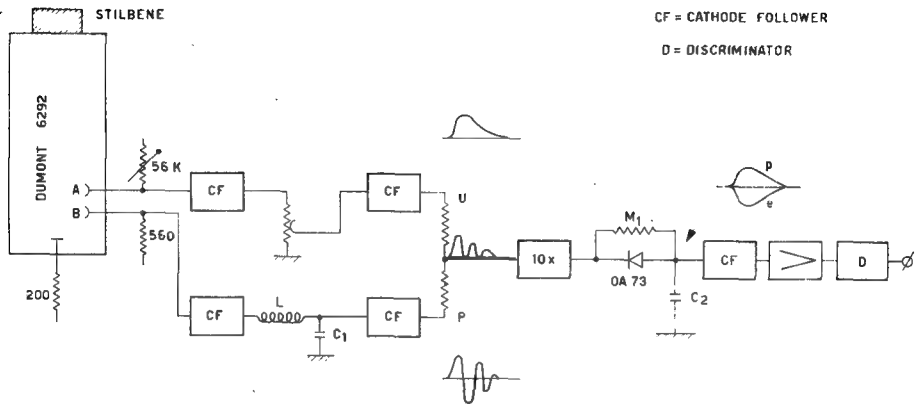 STILBENE
CF = CATHODE FOLLOWER
D = DISCRIMINATOR
DUMONT 6292
A
B
56K
560
200
CF
CF
U
CF
L
C1
CF
P
10x
M1
OA 73
C2
p
e
CF
D